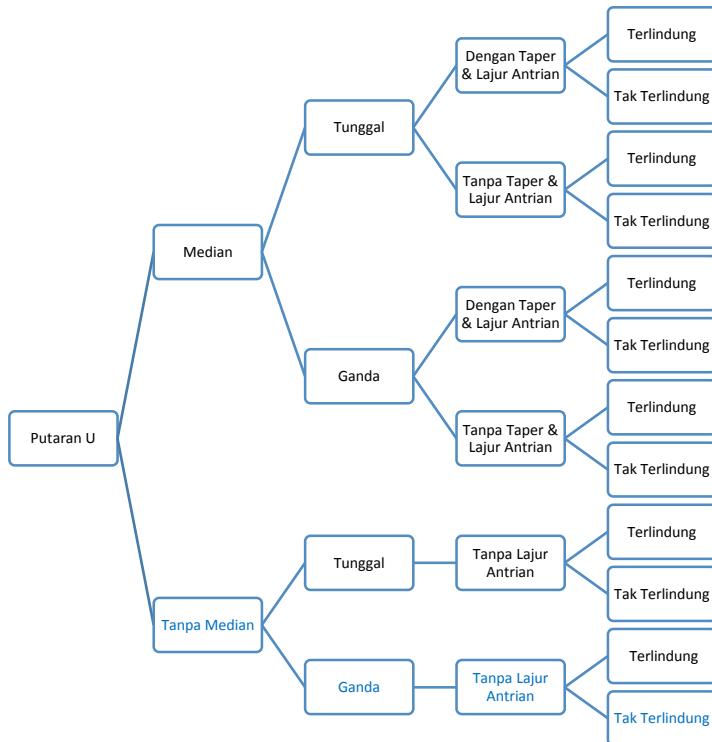 Putaran U
Median
Tunggal
Dengan Taper
& Lajur Antrian
Terlindung
Tak Terlindung
Tanpa Taper &
Lajur Antrian
Terlindung
Tak Terlindung
Ganda
Dengan Taper
& Lajur Antrian
Terlindung
Tak Terlindung
Tanpa Taper &
Lajur Antrian
Terlindung
Tak Terlindung
Tanpa Median
Tunggal
Tanpa Lajur
Antrian
Terlindung
Tak Terlindung
Ganda
Tanpa Lajur
Antrian
Terlindung
Tak Terlindung